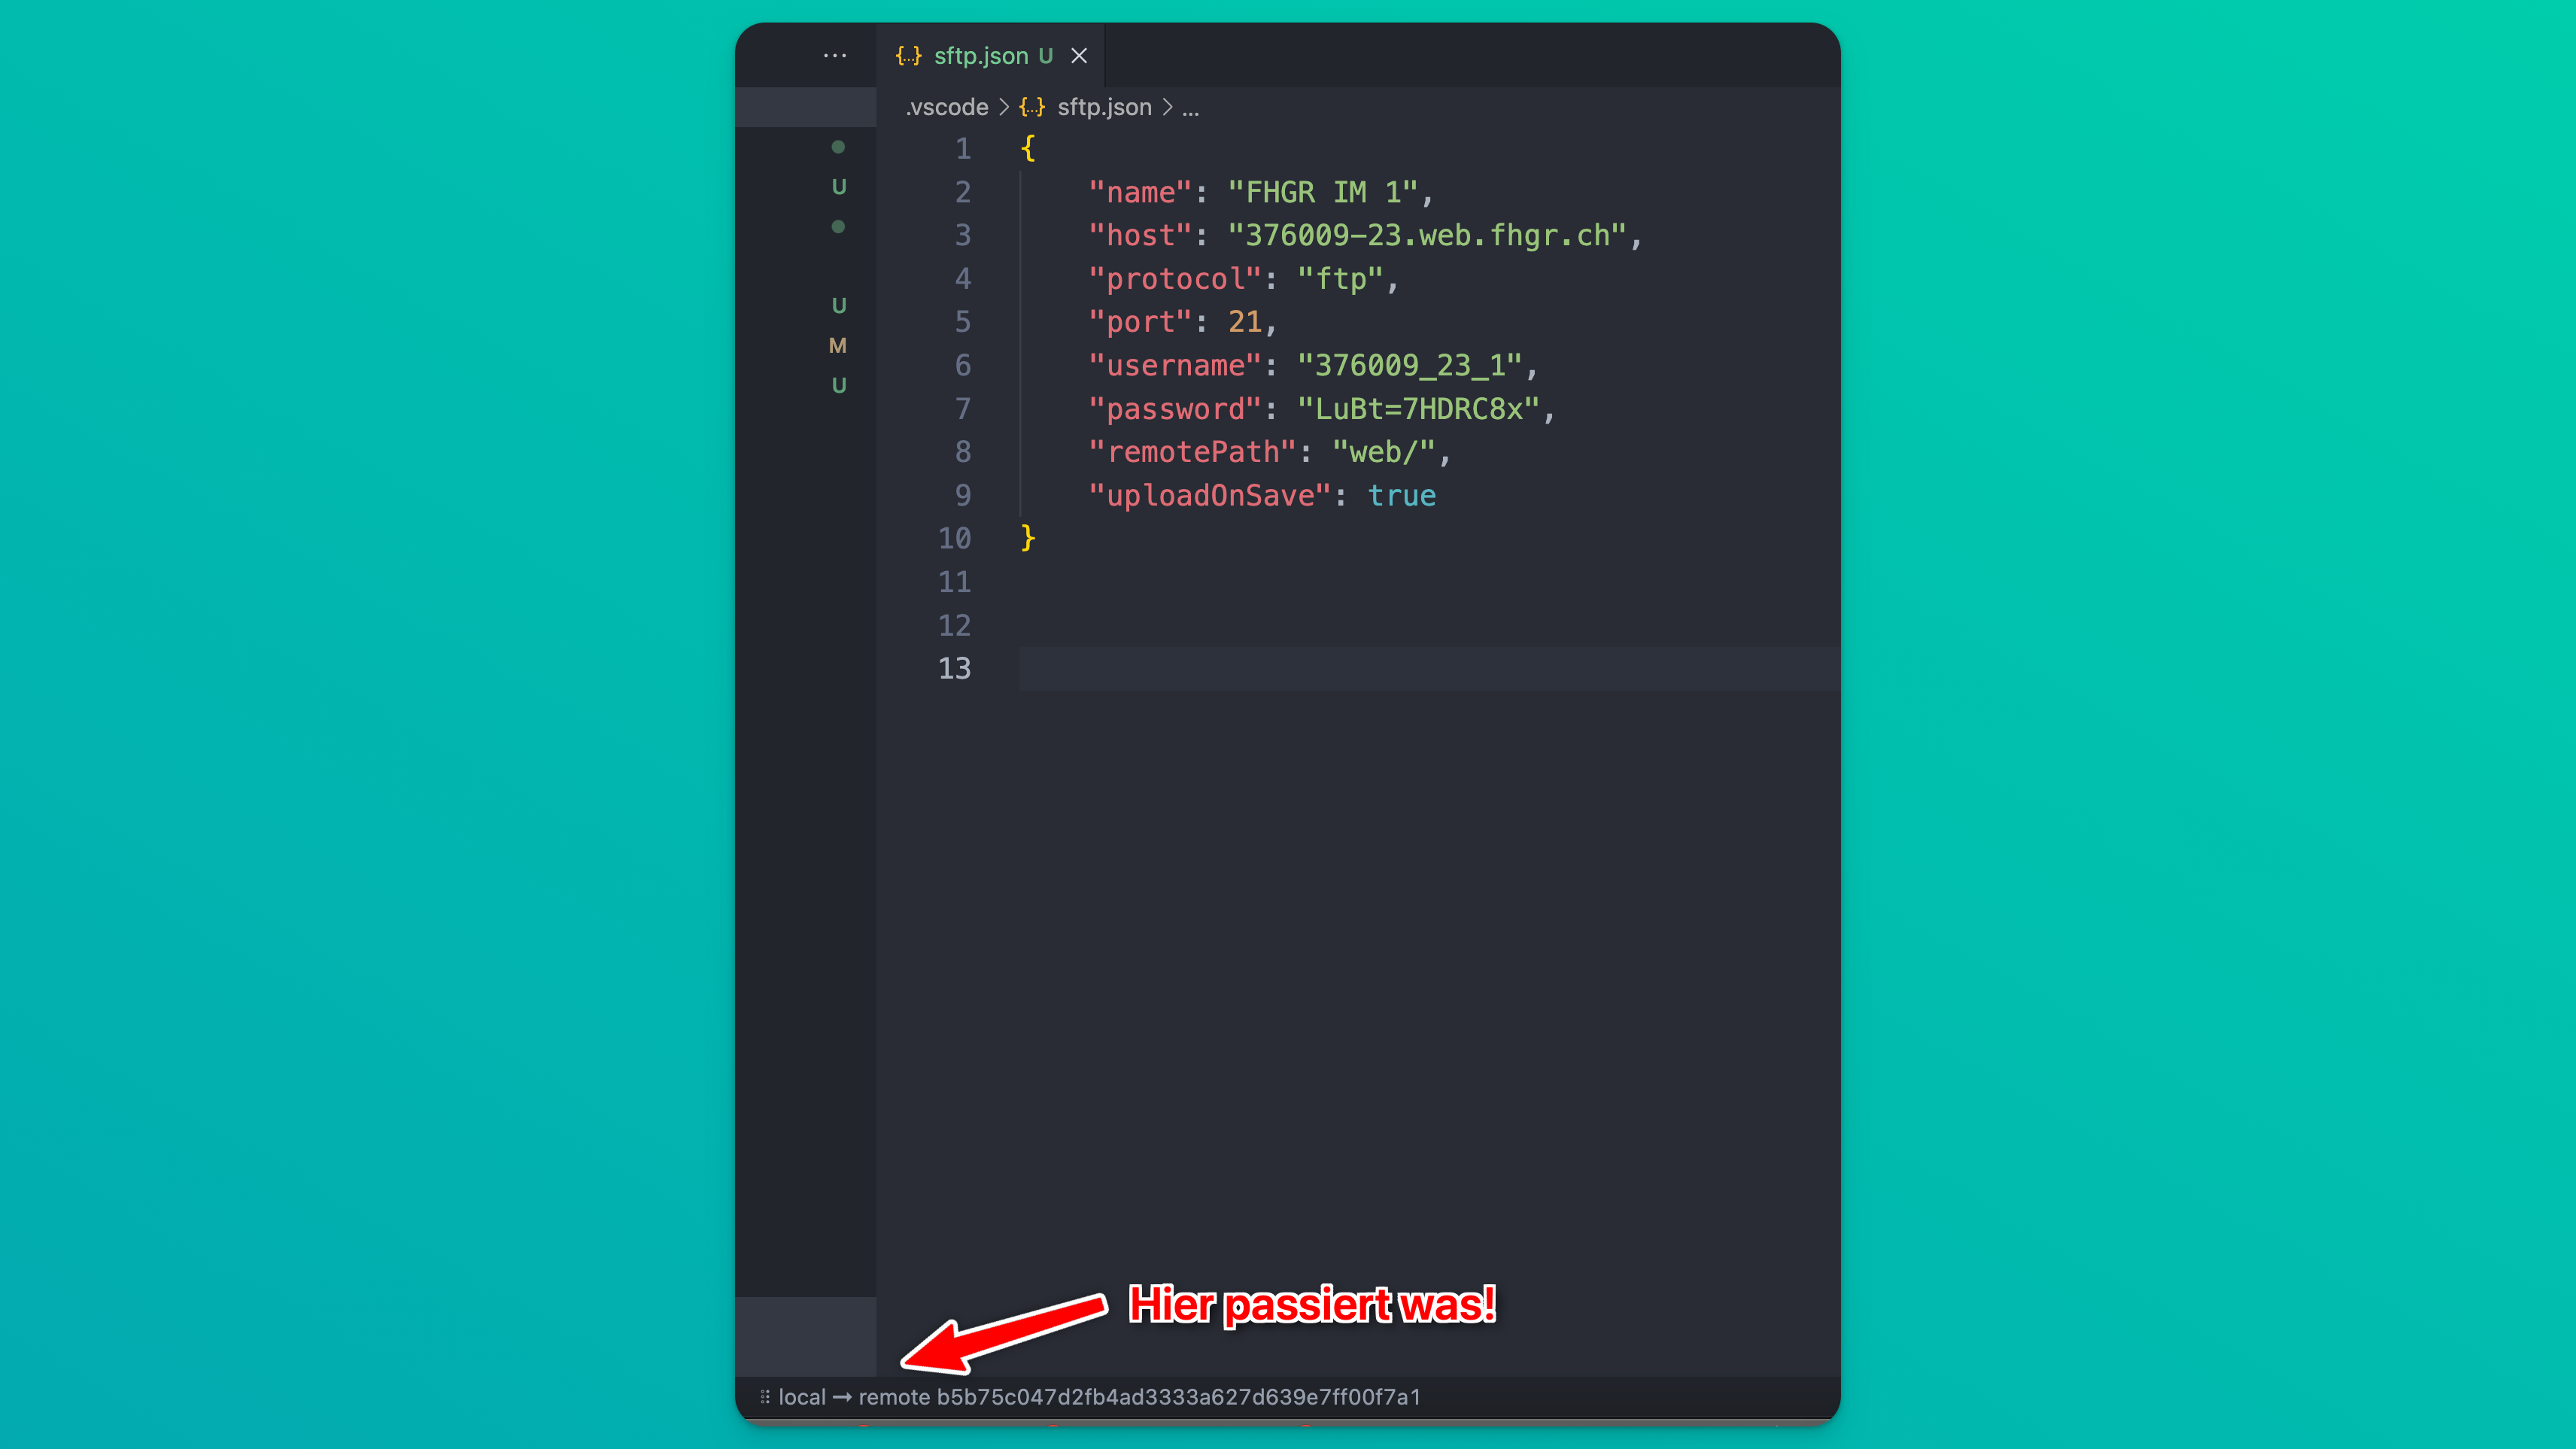 ... {...} sftp.json U ×
.vscode > {...} sftp.json > ...
1 {
U
2 "name": "FHGR IM 1",
3 "host": "376009-23.web.fhgr.ch",
4 "protocol": "ftp",
U
5 "port": 21,
M
6 "username": "376009_23_1",
U
7 "password": "LuBt=7HDRC8x",
8 "remotePath": "web/",
9 "uploadOnSave": true
10 }
11
12
13
Hier passiert was!
local → remote b5b75c047d2fb4ad3333a627d639e7ff00f7a1